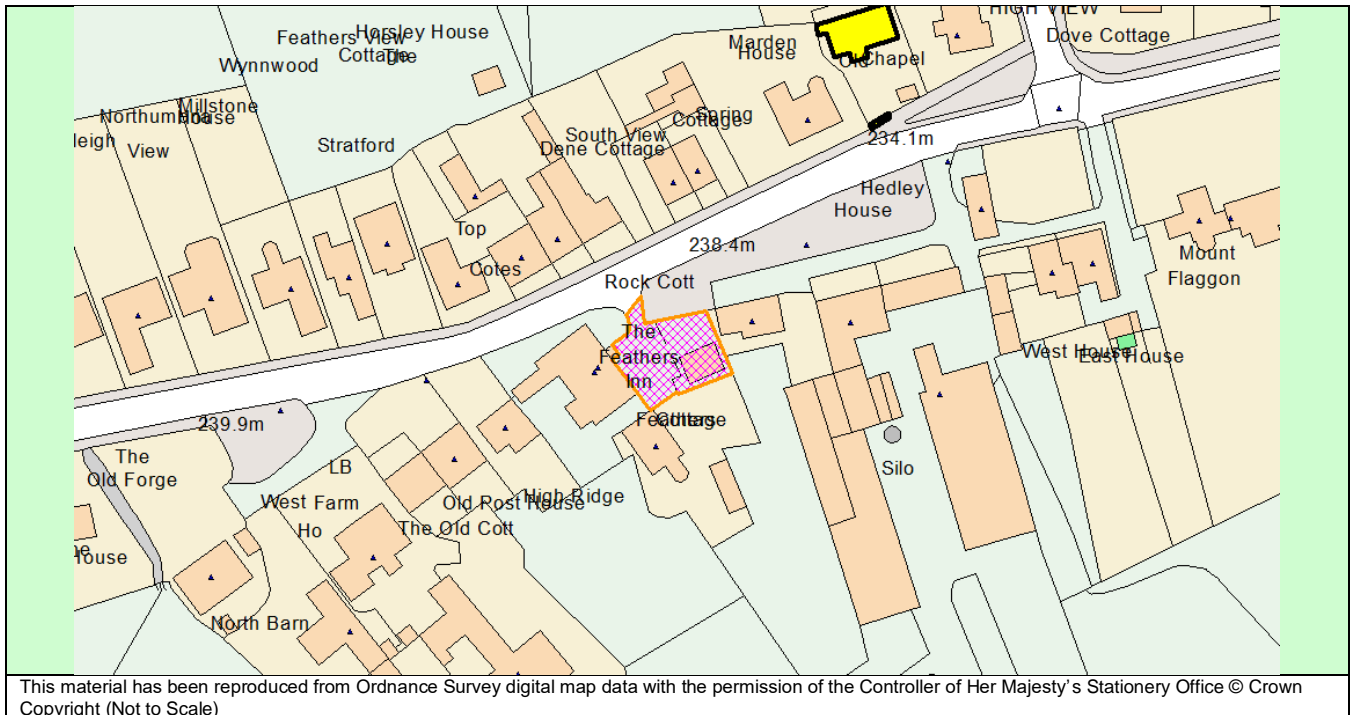 HIGH VIEW
Horsley House
Feathers View
Cottage
The
Wynnwood
Marden
House
Dove Cottage
Old
Chapel
Millstone
House
Northumbria
View
leigh
Stratford
South View
Dene Cottage
Spring
Cottage
234.1m
Hedley
House
Top
Cotes
238.4m
Rock Cott
Mount
Flaggon
The
Feathers
Inn
West House
East House
Feathers
Cottage
239.9m
The
Old Forge
LB
West Farm
Ho
Old Post House
High Ridge
The Old Cott
Silo
House
North Barn
This material has been reproduced from Ordnance Survey digital map data with the permission of the Controller of Her Majesty's Stationery Office © Crown
Copyright (Not to Scale)